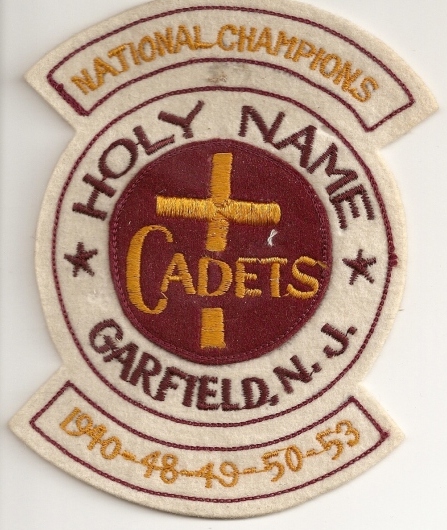 NATIONAL CHAMPIONS
HOLY NAME
CADETS
GARFIELD, N. J.
1940-48-49-50-53